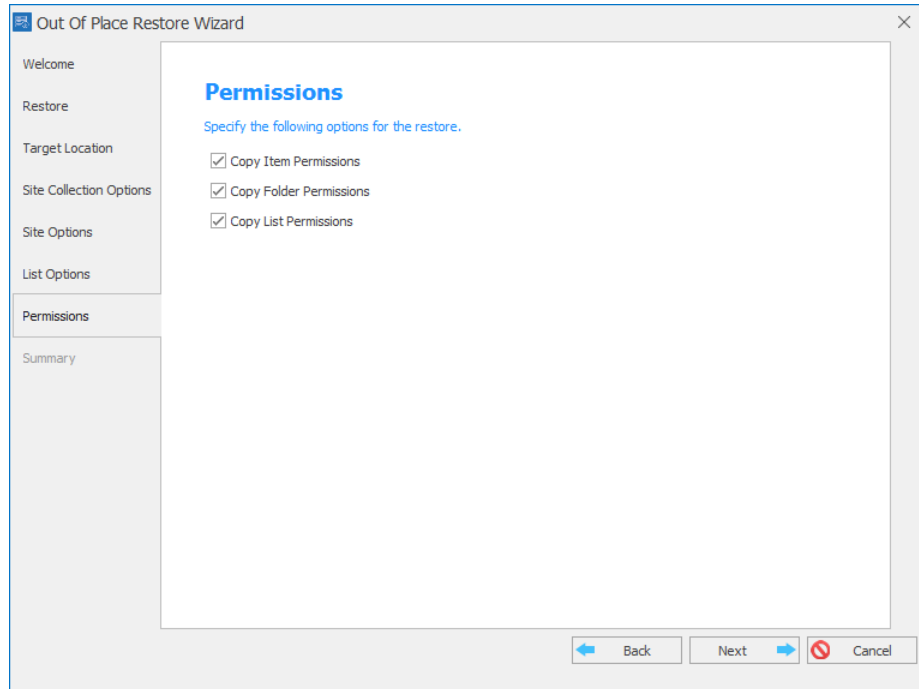 Out Of Place Restore Wizard
Welcome
Restore
Target Location
Site Collection Options
Site Options
List Options
Permissions
Summary
Permissions
Specify the following options for the restore.
Copy Item Permissions
Copy Folder Permissions
Copy List Permissions
Back
Next
Cancel